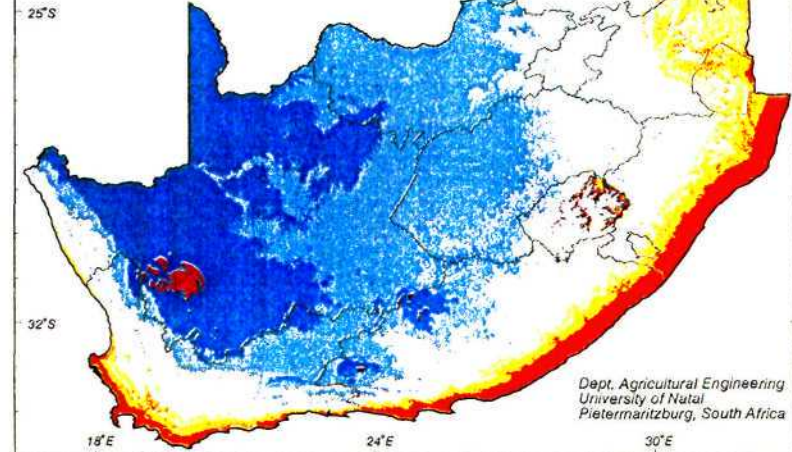 25°S
32°S
Dept. Agricultural Engineering
University of Natal
Pietermaritzburg, South Africa
18°E
24°E
30°E